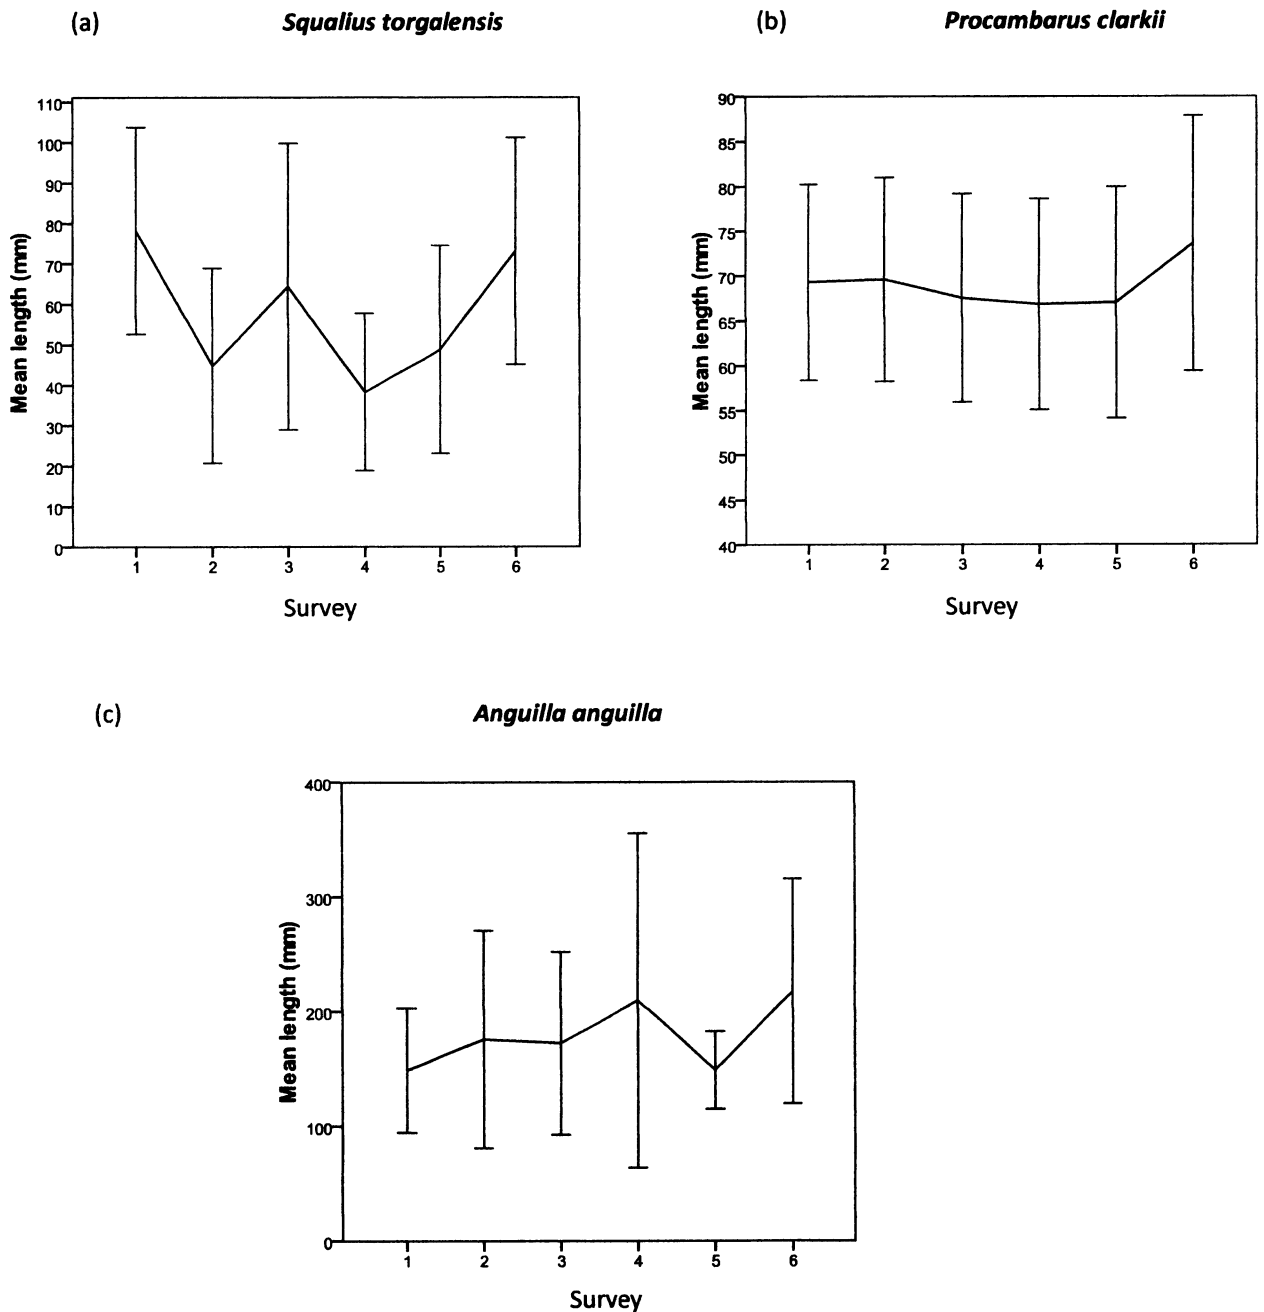 (a) Squalius torgalensis
110
100
90
80
70
60
50
40
30
20
10
0
Mean length (mm)
1 2 3 4 5 6
Survey
(b) Procambarus clarkii
90
85
80
75
70
65
60
55
50
45
40
Mean length (mm)
1 2 3 4 5 6
Survey
(c) Anguilla anguilla
400
300
200
100
0
Mean length (mm)
1 2 3 4 5 6
Survey